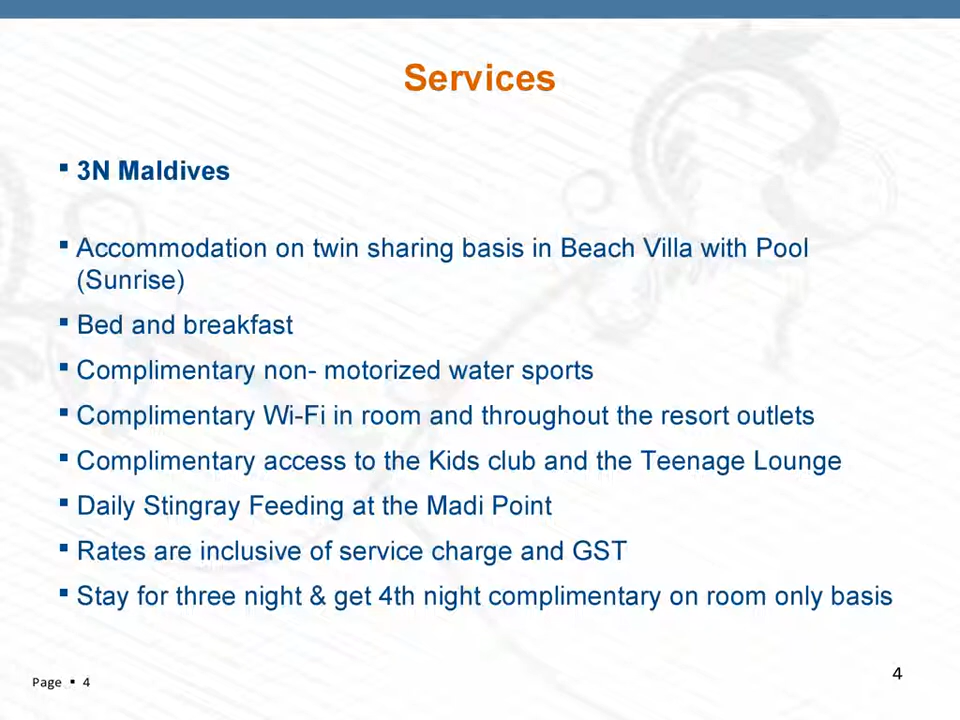 Services
▪ 3N Maldives
▪ Accommodation on twin sharing basis in Beach Villa with Pool
(Sunrise)
▪ Bed and breakfast
▪ Complimentary non- motorized water sports
▪ Complimentary Wi-Fi in room and throughout the resort outlets
▪ Complimentary access to the Kids club and the Teenage Lounge
▪ Daily Stingray Feeding at the Madi Point
▪ Rates are inclusive of service charge and GST
▪ Stay for three night & get 4th night complimentary on room only basis
Page ▪ 4
4